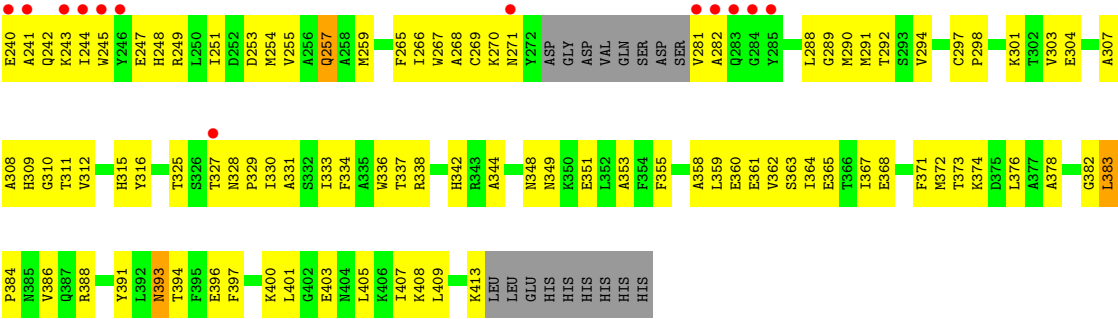 E240 A241 Q242 K243 I244 W245 Y246 E247 H248 R249 L250 I251 D252 D253 M254 V255 A256 Q257 A258 M259 F265 I266 W267 A268 C269 K270 N271 Y272 ASP GLY ASP VAL GLN SER ASP SER V281 A282 Q283 G284 Y285 L288 G289 M290 M291 T292 S293 V294 C297 P298 K301 T302 V303 E304 A307
A308 H309 G310 T311 V312 H315 Y316 T325 S326 T327 N328 P329 I330 A331 S332 I333 F334 A335 W336 T337 R338 H342 R343 A344 N348 N349 K350 E351 L352 A353 F354 F355 A358 L359 E360 E361 V362 S363 I364 E365 T366 I367 E368 F371 M372 T373 K374 D375 L376 A377 A378 G382 L383
P384 N385 V386 Q387 R388 Y391 L392 N393 T394 F395 E396 F397 K400 L401 G402 E403 N404 L405 K406 I407 K408 L409 K413 LEU LEU GLU HIS HIS HIS HIS HIS HIS